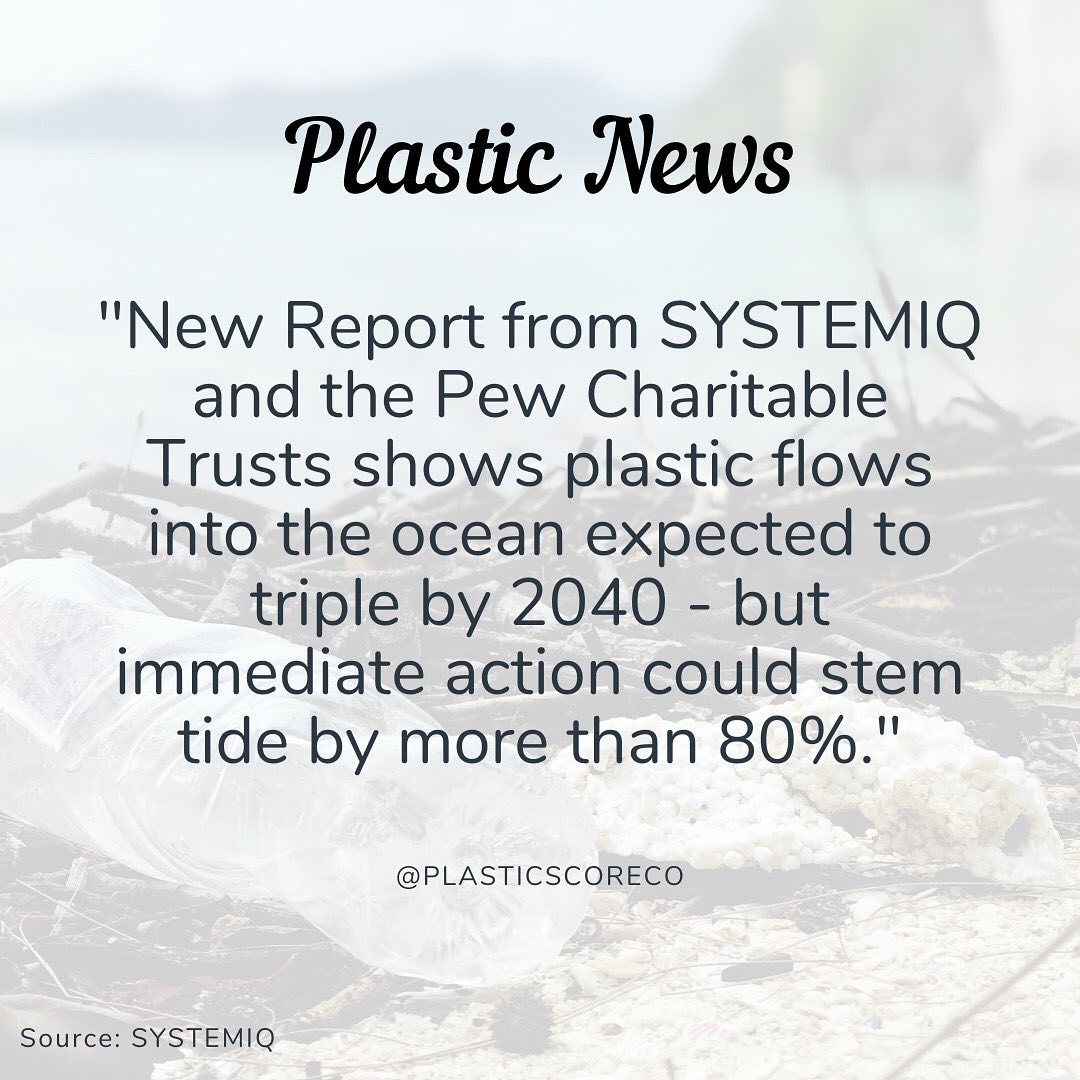 Plastic News
"New Report from SYSTEMIQ
and the Pew Charitable
Trusts shows plastic flows
into the ocean expected to
triple by 2040 - but
immediate action could stem
tide by more than 80%."
@PLASTICSCORECO
Source: SYSTEMIQ